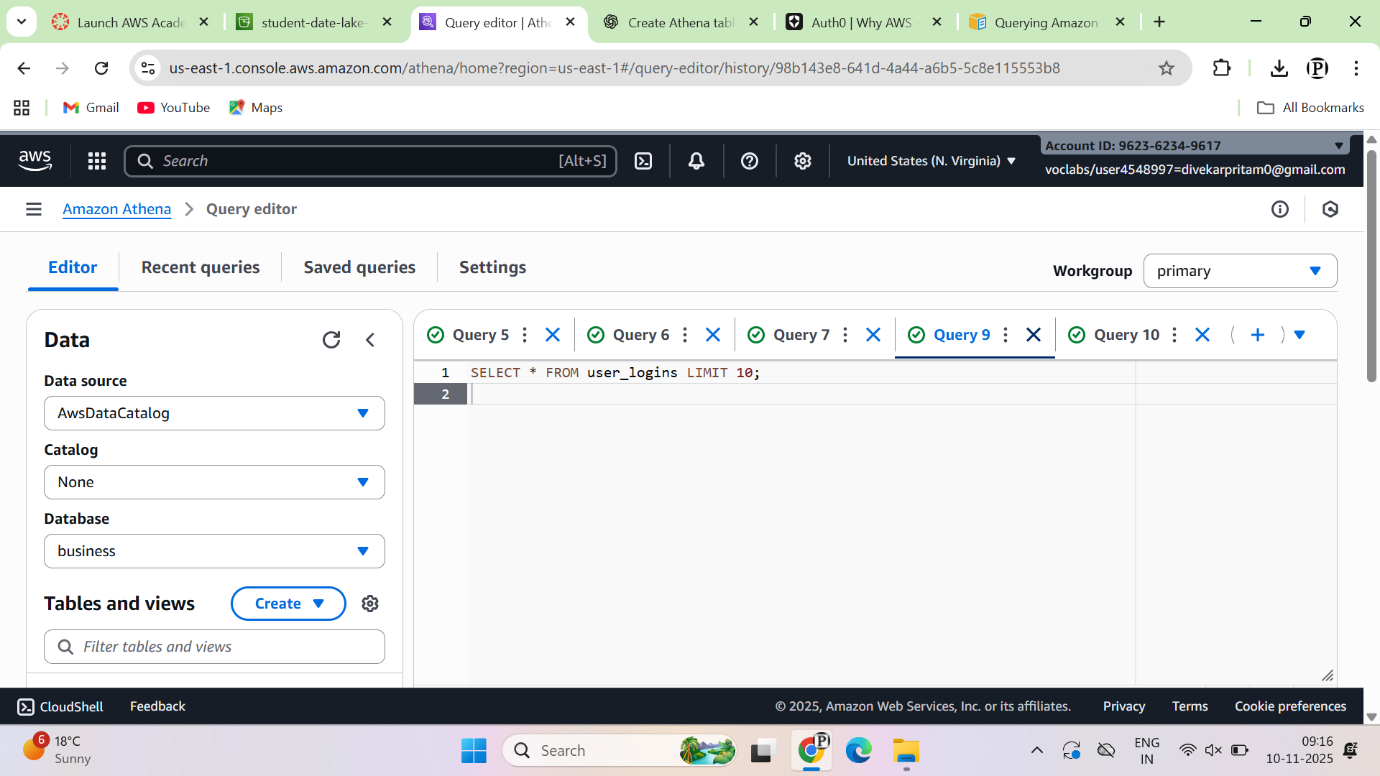 Launch AWS Acade
student-date-lake-
Query editor | Athe
Create Athena tabl
Auth0 | Why AWS
Querying Amazon
us-east-1.console.aws.amazon.com/athena/home?region=us-east-1#/query-editor/history/98b143e8-641d-4a44-a6b5-5c8e115553b8
Gmail
YouTube
Maps
All Bookmarks
aws
Search
[Alt+S]
United States (N. Virginia)
Account ID: 9623-6234-9617
voclabs/user4548997=divekarpritam0@gmail.com
Amazon Athena > Query editor
Editor
Recent queries
Saved queries
Settings
Workgroup
primary
Data
Query 5
Query 6
Query 7
Query 9
Query 10
1 SELECT * FROM user_logins LIMIT 10;
2
Data source
AwsDataCatalog
Catalog
None
Database
business
Tables and views
Create
Filter tables and views
CloudShell
Feedback
© 2025, Amazon Web Services, Inc. or its affiliates.
Privacy
Terms
Cookie preferences
6
18°C
Sunny
Search
P
ENG
IN
09:16
10-11-2025